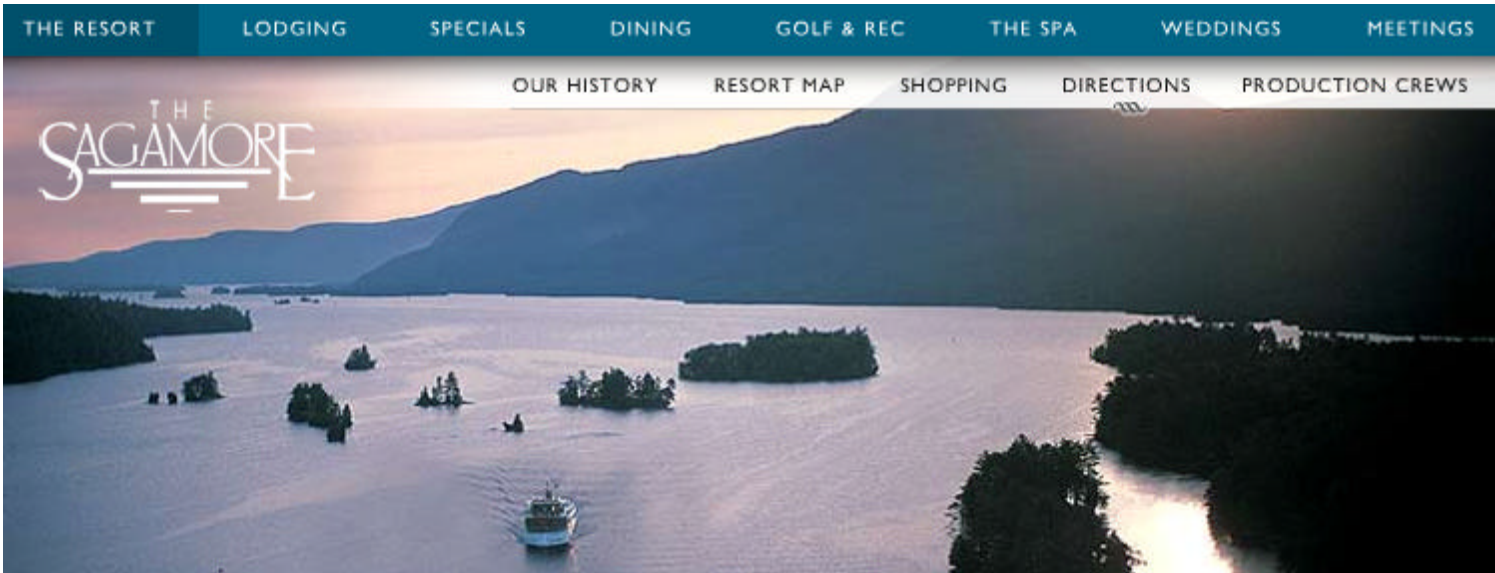 THE RESORT LODGING SPECIALS DINING GOLF & REC THE SPA WEDDINGS MEETINGS
OUR HISTORY RESORT MAP SHOPPING DIRECTIONS PRODUCTION CREWS
THE
SAGAMORE